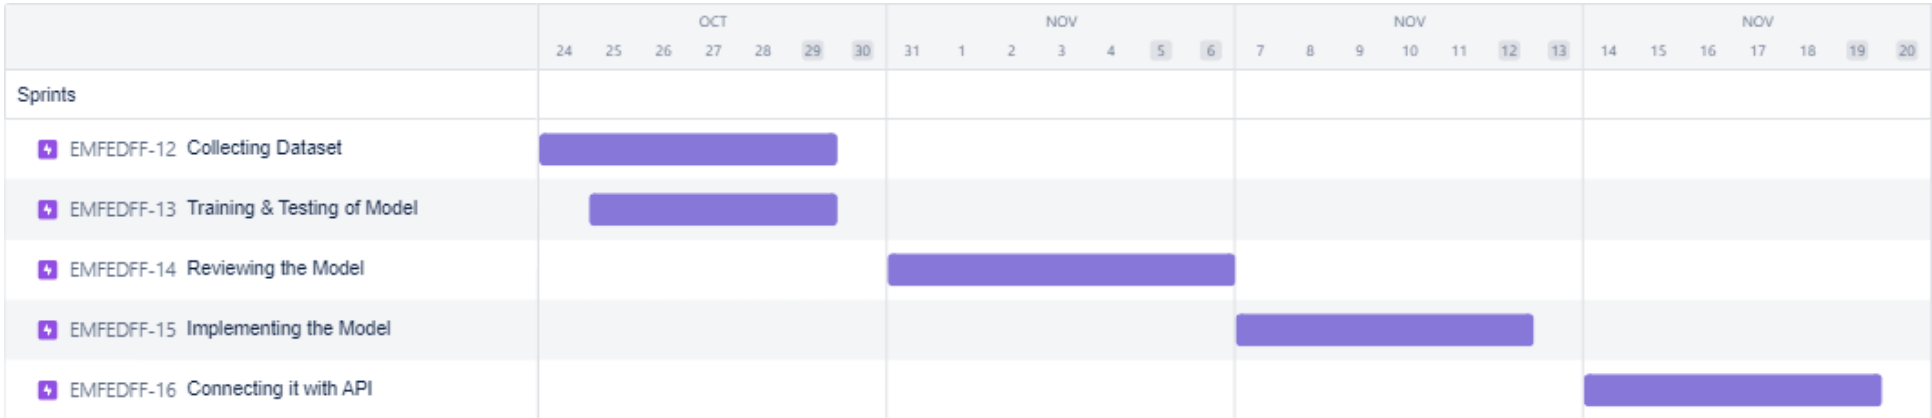 OCT NOV NOV NOV
24 25 26 27 28 29 30 31 1 2 3 4 5 6 7 8 9 10 11 12 13 14 15 16 17 18 19 20
Sprints
EMFEDFF-12 Collecting Dataset
EMFEDFF-13 Training & Testing of Model
EMFEDFF-14 Reviewing the Model
EMFEDFF-15 Implementing the Model
EMFEDFF-16 Connecting it with API